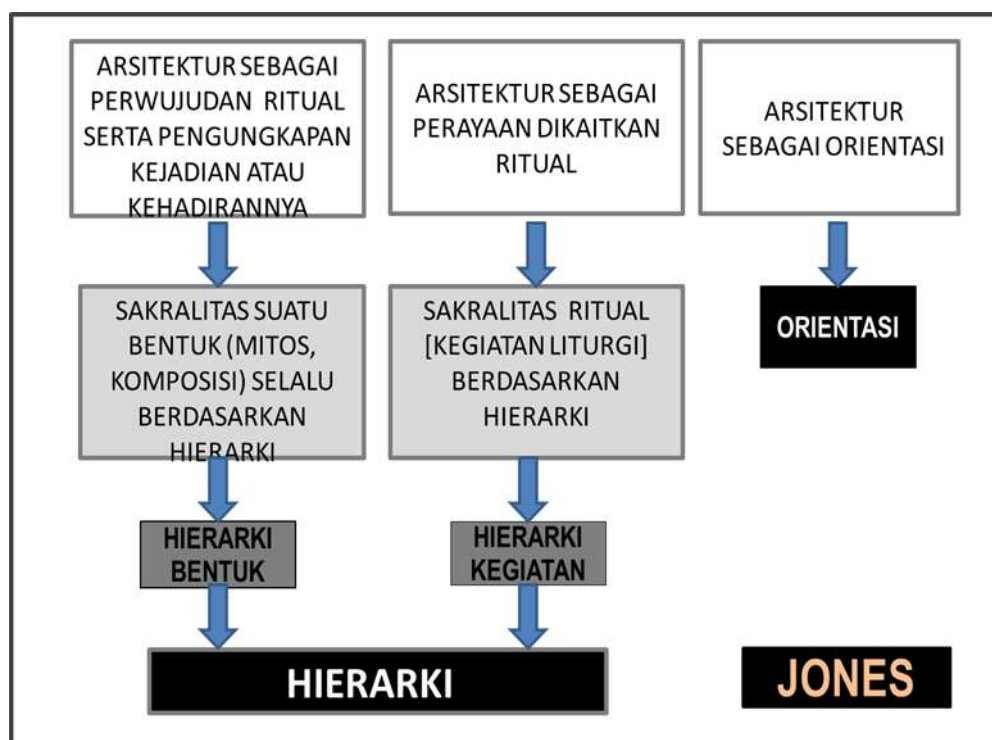 ARSITEKTUR SEBAGAI
PERWUJUDAN RITUAL
SERTA PENGUNGKAPAN
KEJADIAN ATAU
KEHADIRANNYA
ARSITEKTUR SEBAGAI
PERAYAAN DIKAITKAN
RITUAL
ARSITEKTUR
SEBAGAI ORIENTASI
SAKRALITAS SUATU
BENTUK (MITOS,
KOMPOSISI) SELALU
BERDASARKAN
HIERARKI
SAKRALITAS RITUAL
[KEGIATAN LITURGI]
BERDASARKAN
HIERARKI
ORIENTASI
HIERARKI
BENTUK
HIERARKI
KEGIATAN
HIERARKI
JONES